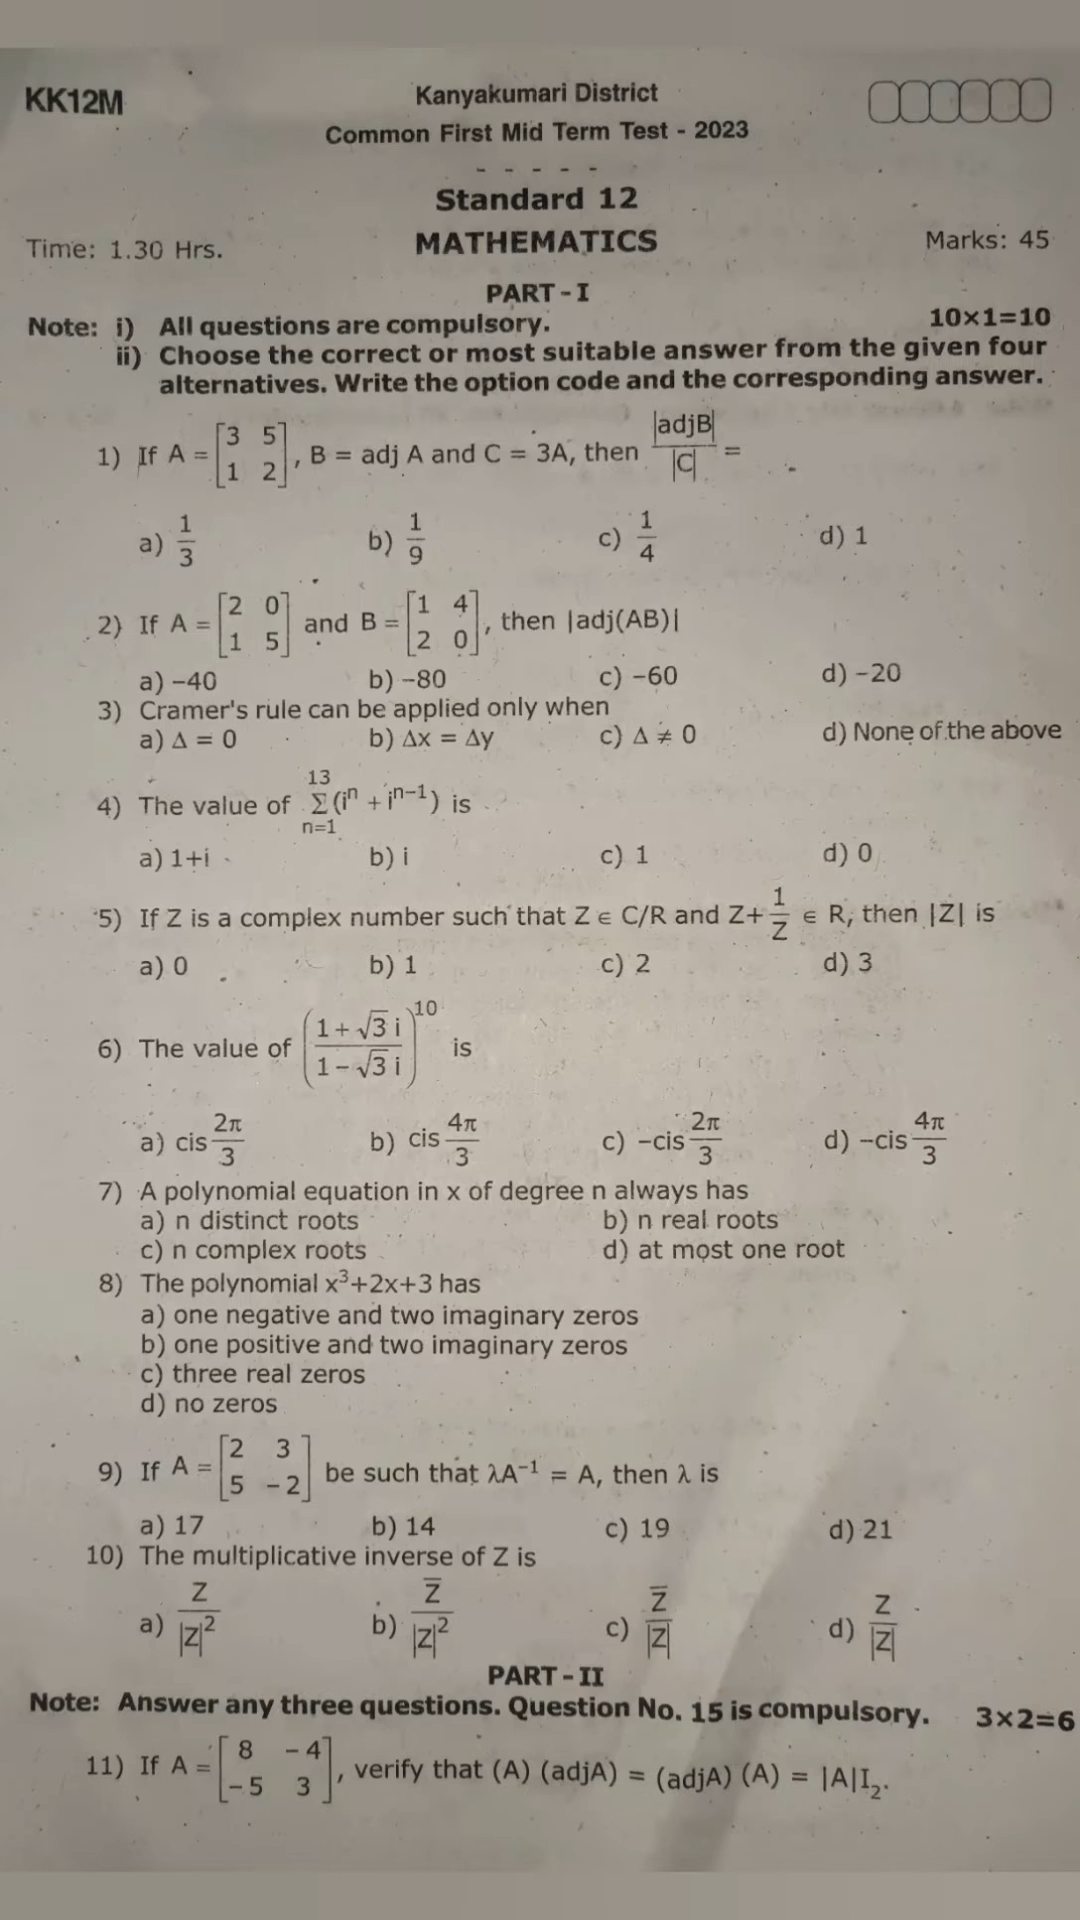 KK12M
Kanyakumari District
Common First Mid Term Test - 2023
- - - - -
Standard 12
Time: 1.30 Hrs.
MATHEMATICS
Marks: 45
PART - I
Note: i) All questions are compulsory. 10×1=10
ii) Choose the correct or most suitable answer from the given four
alternatives. Write the option code and the corresponding answer.
1) If A = [3 5; 1 2], B = adj A and C = 3A, then |adjB|/|C| =
a) 1/3 b) 1/9 c) 1/4 d) 1
2) If A = [2 0; 1 5] and B = [1 4; 2 0], then |adj(AB)|
a) -40 b) -80 c) -60 d) -20
3) Cramer's rule can be applied only when
a) Δ = 0 b) Δx = Δy c) Δ ≠ 0 d) None of the above
4) The value of Σ_{n=1}^{13} (iⁿ + iⁿ⁻¹) is
a) 1+i b) i c) 1 d) 0
5) If Z is a complex number such that Z ∈ C/R and Z + 1/Z ∈ R, then |Z| is
a) 0 b) 1 c) 2 d) 3
6) The value of ((1 + √3 i)/(1 - √3 i))¹⁰ is
a) cis 2π/3 b) cis 4π/3 c) -cis 2π/3 d) -cis 4π/3
7) A polynomial equation in x of degree n always has
a) n distinct roots b) n real roots
c) n complex roots d) at most one root
8) The polynomial x³+2x+3 has
a) one negative and two imaginary zeros
b) one positive and two imaginary zeros
c) three real zeros
d) no zeros
9) If A = [2 3; 5 -2] be such that λA⁻¹ = A, then λ is
a) 17 b) 14 c) 19 d) 21
10) The multiplicative inverse of Z is
a) Z/|Z|² b) Z̅/|Z|² c) Z̅/|Z| d) Z/|Z|
PART - II
Note: Answer any three questions. Question No. 15 is compulsory. 3×2=6
11) If A = [8 -4; -5 3], verify that (A) (adjA) = (adjA) (A) = |A|I₂.